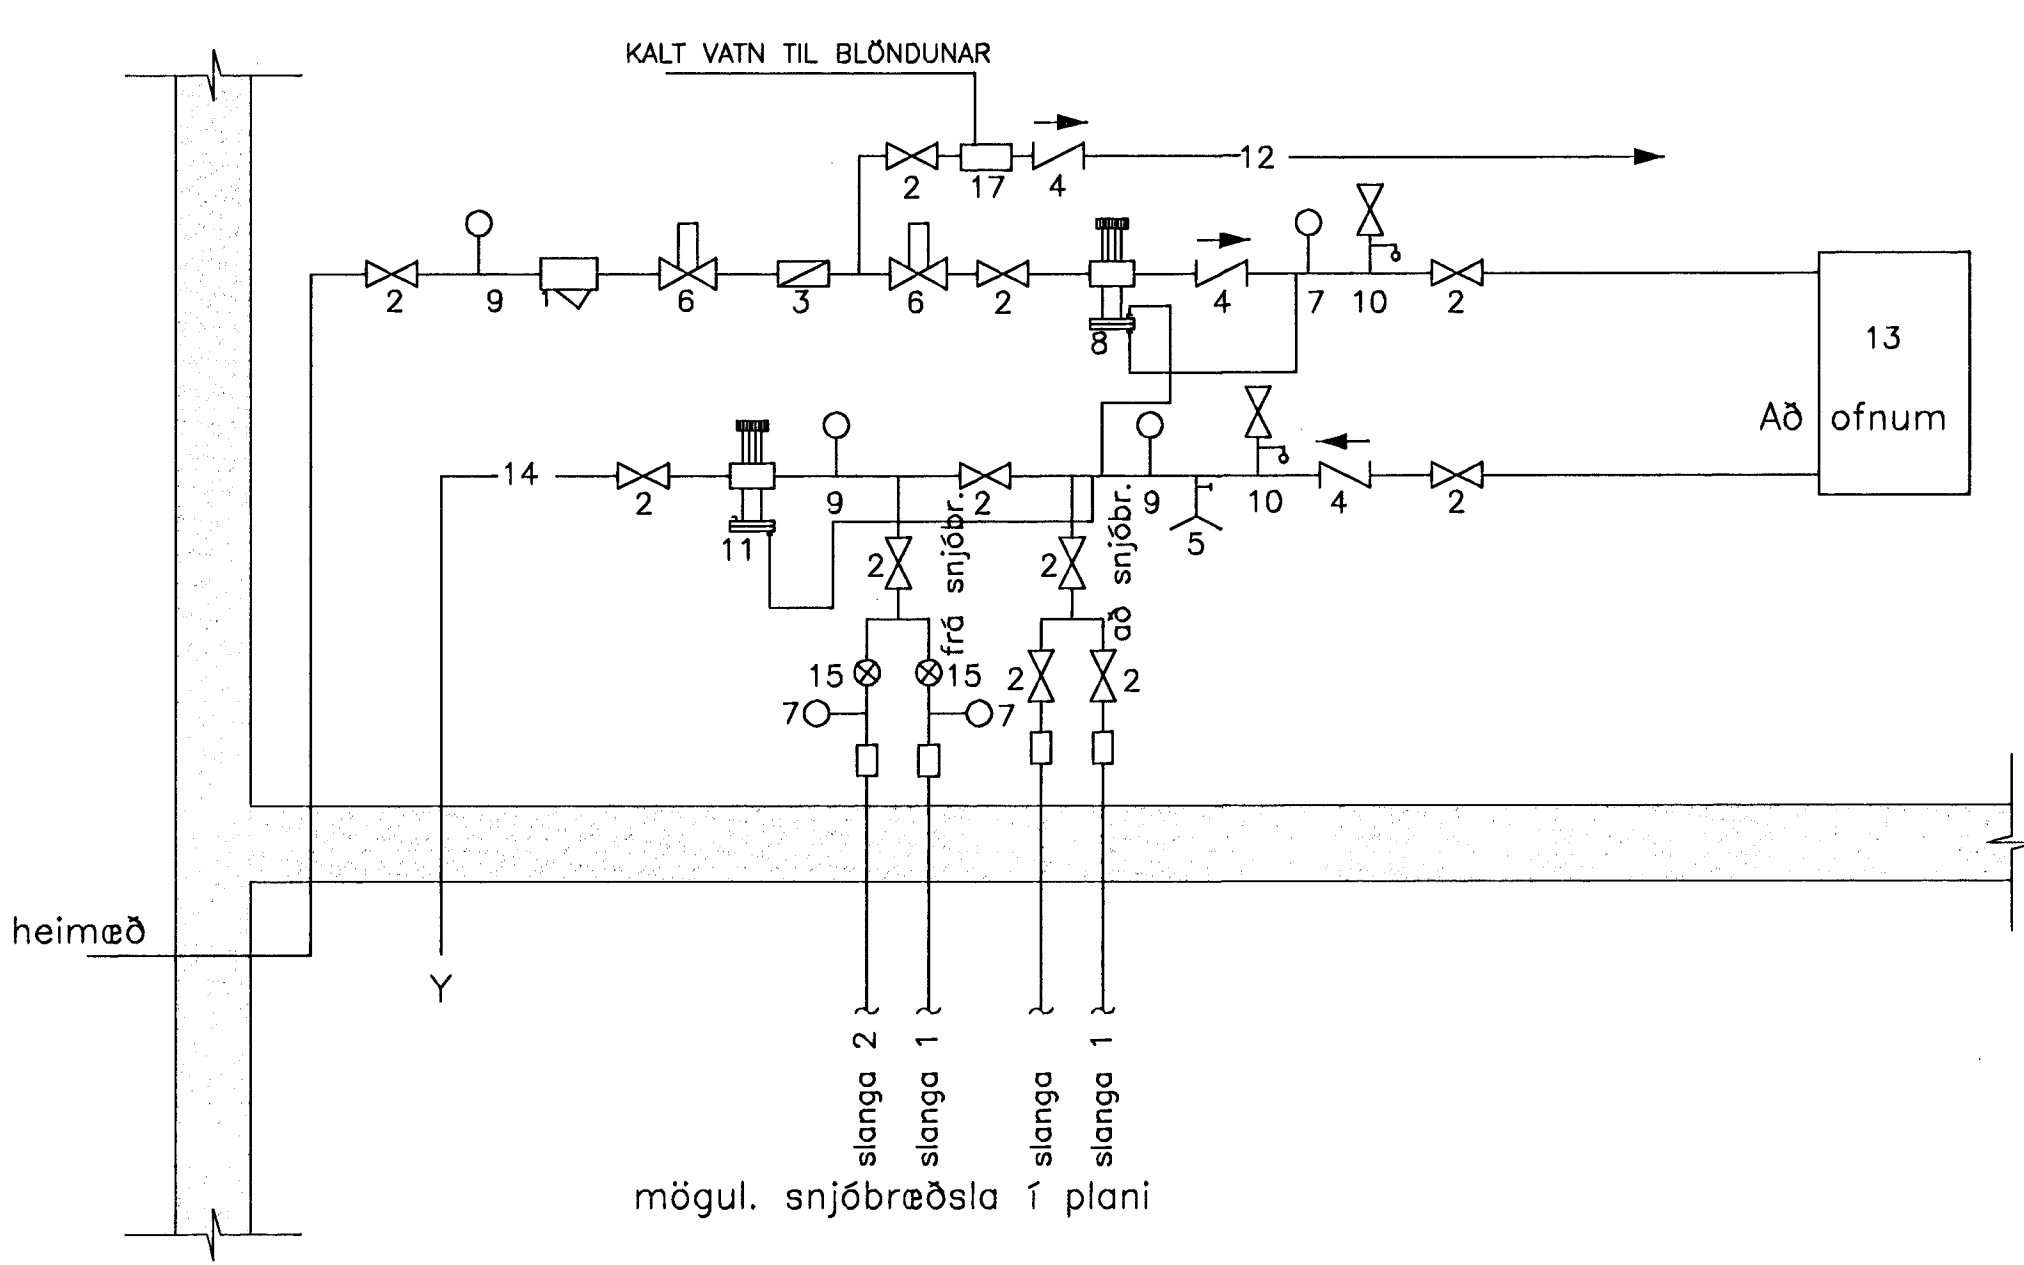 KALT VATN TIL BLÖNDUNAR
12
2 17 4
2 9 1 6 3 6 2 8 4 7 10 2
13
Að ofnum
14
2 11 9 2 9 5 10 4 2
frá snjóbr.
að snjóbr.
2 2
15 15 2 2
7 7
heimæð
Y
slanga 2
slanga 1
slanga
slanga 1
mögul. snjóbræðsla í plani